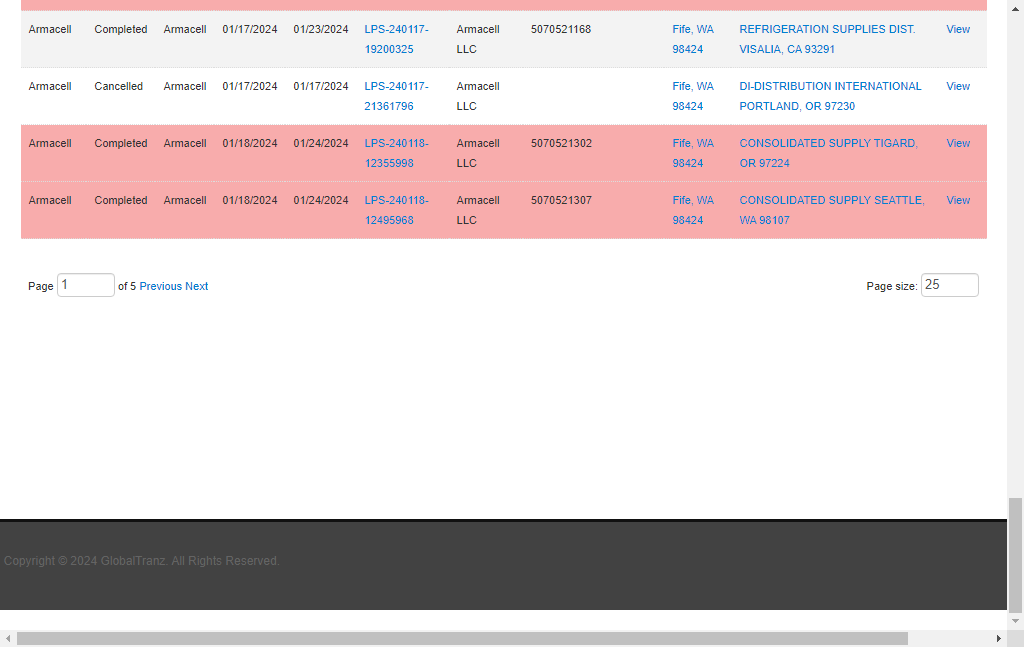 Armacell Completed Armacell 01/17/2024 01/23/2024 LPS-240117- Armacell 5070521168 Fife, WA REFRIGERATION SUPPLIES DIST. View
19200325 LLC 98424 VISALIA, CA 93291
Armacell Cancelled Armacell 01/17/2024 01/17/2024 LPS-240117- Armacell Fife, WA DI-DISTRIBUTION INTERNATIONAL View
21361796 LLC 98424 PORTLAND, OR 97230
Armacell Completed Armacell 01/18/2024 01/24/2024 LPS-240118- Armacell 5070521302 Fife, WA CONSOLIDATED SUPPLY TIGARD, View
12355998 LLC 98424 OR 97224
Armacell Completed Armacell 01/18/2024 01/24/2024 LPS-240118- Armacell 5070521307 Fife, WA CONSOLIDATED SUPPLY SEATTLE, View
12495968 LLC 98424 WA 98107
Page 1 of 5 Previous Next Page size: 25
Copyright © 2024 GlobalTranz. All Rights Reserved.